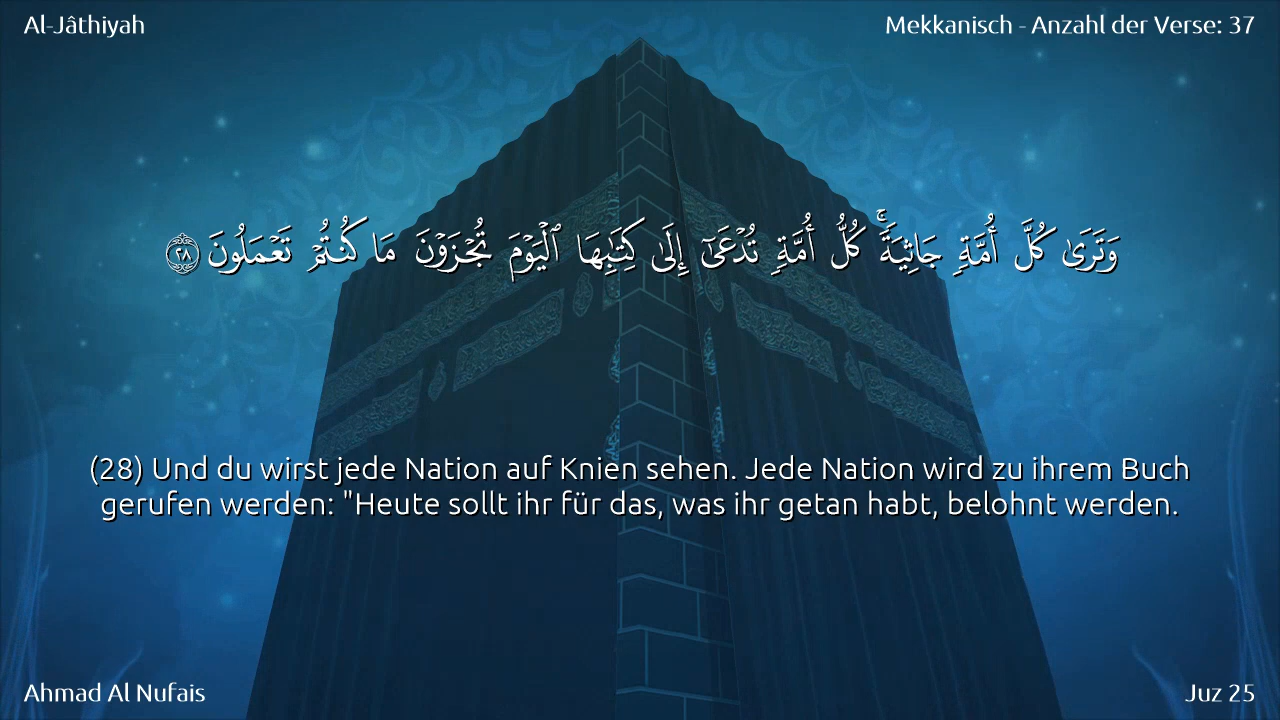 Al-Jâthiyah
Mekkanisch - Anzahl der Verse: 37
وَتَرَىٰ كُلَّ أُمَّةٍ جَاثِيَةً ۚ كُلُّ أُمَّةٍ تُدْعَىٰٓ إِلَىٰ كِتَٰبِهَا ٱلْيَوْمَ تُجْزَوْنَ مَا كُنتُمْ تَعْمَلُونَ ٢٨
(28) Und du wirst jede Nation auf Knien sehen. Jede Nation wird zu ihrem Buch
gerufen werden: "Heute sollt ihr für das, was ihr getan habt, belohnt werden.
Ahmad Al Nufais
Juz 25